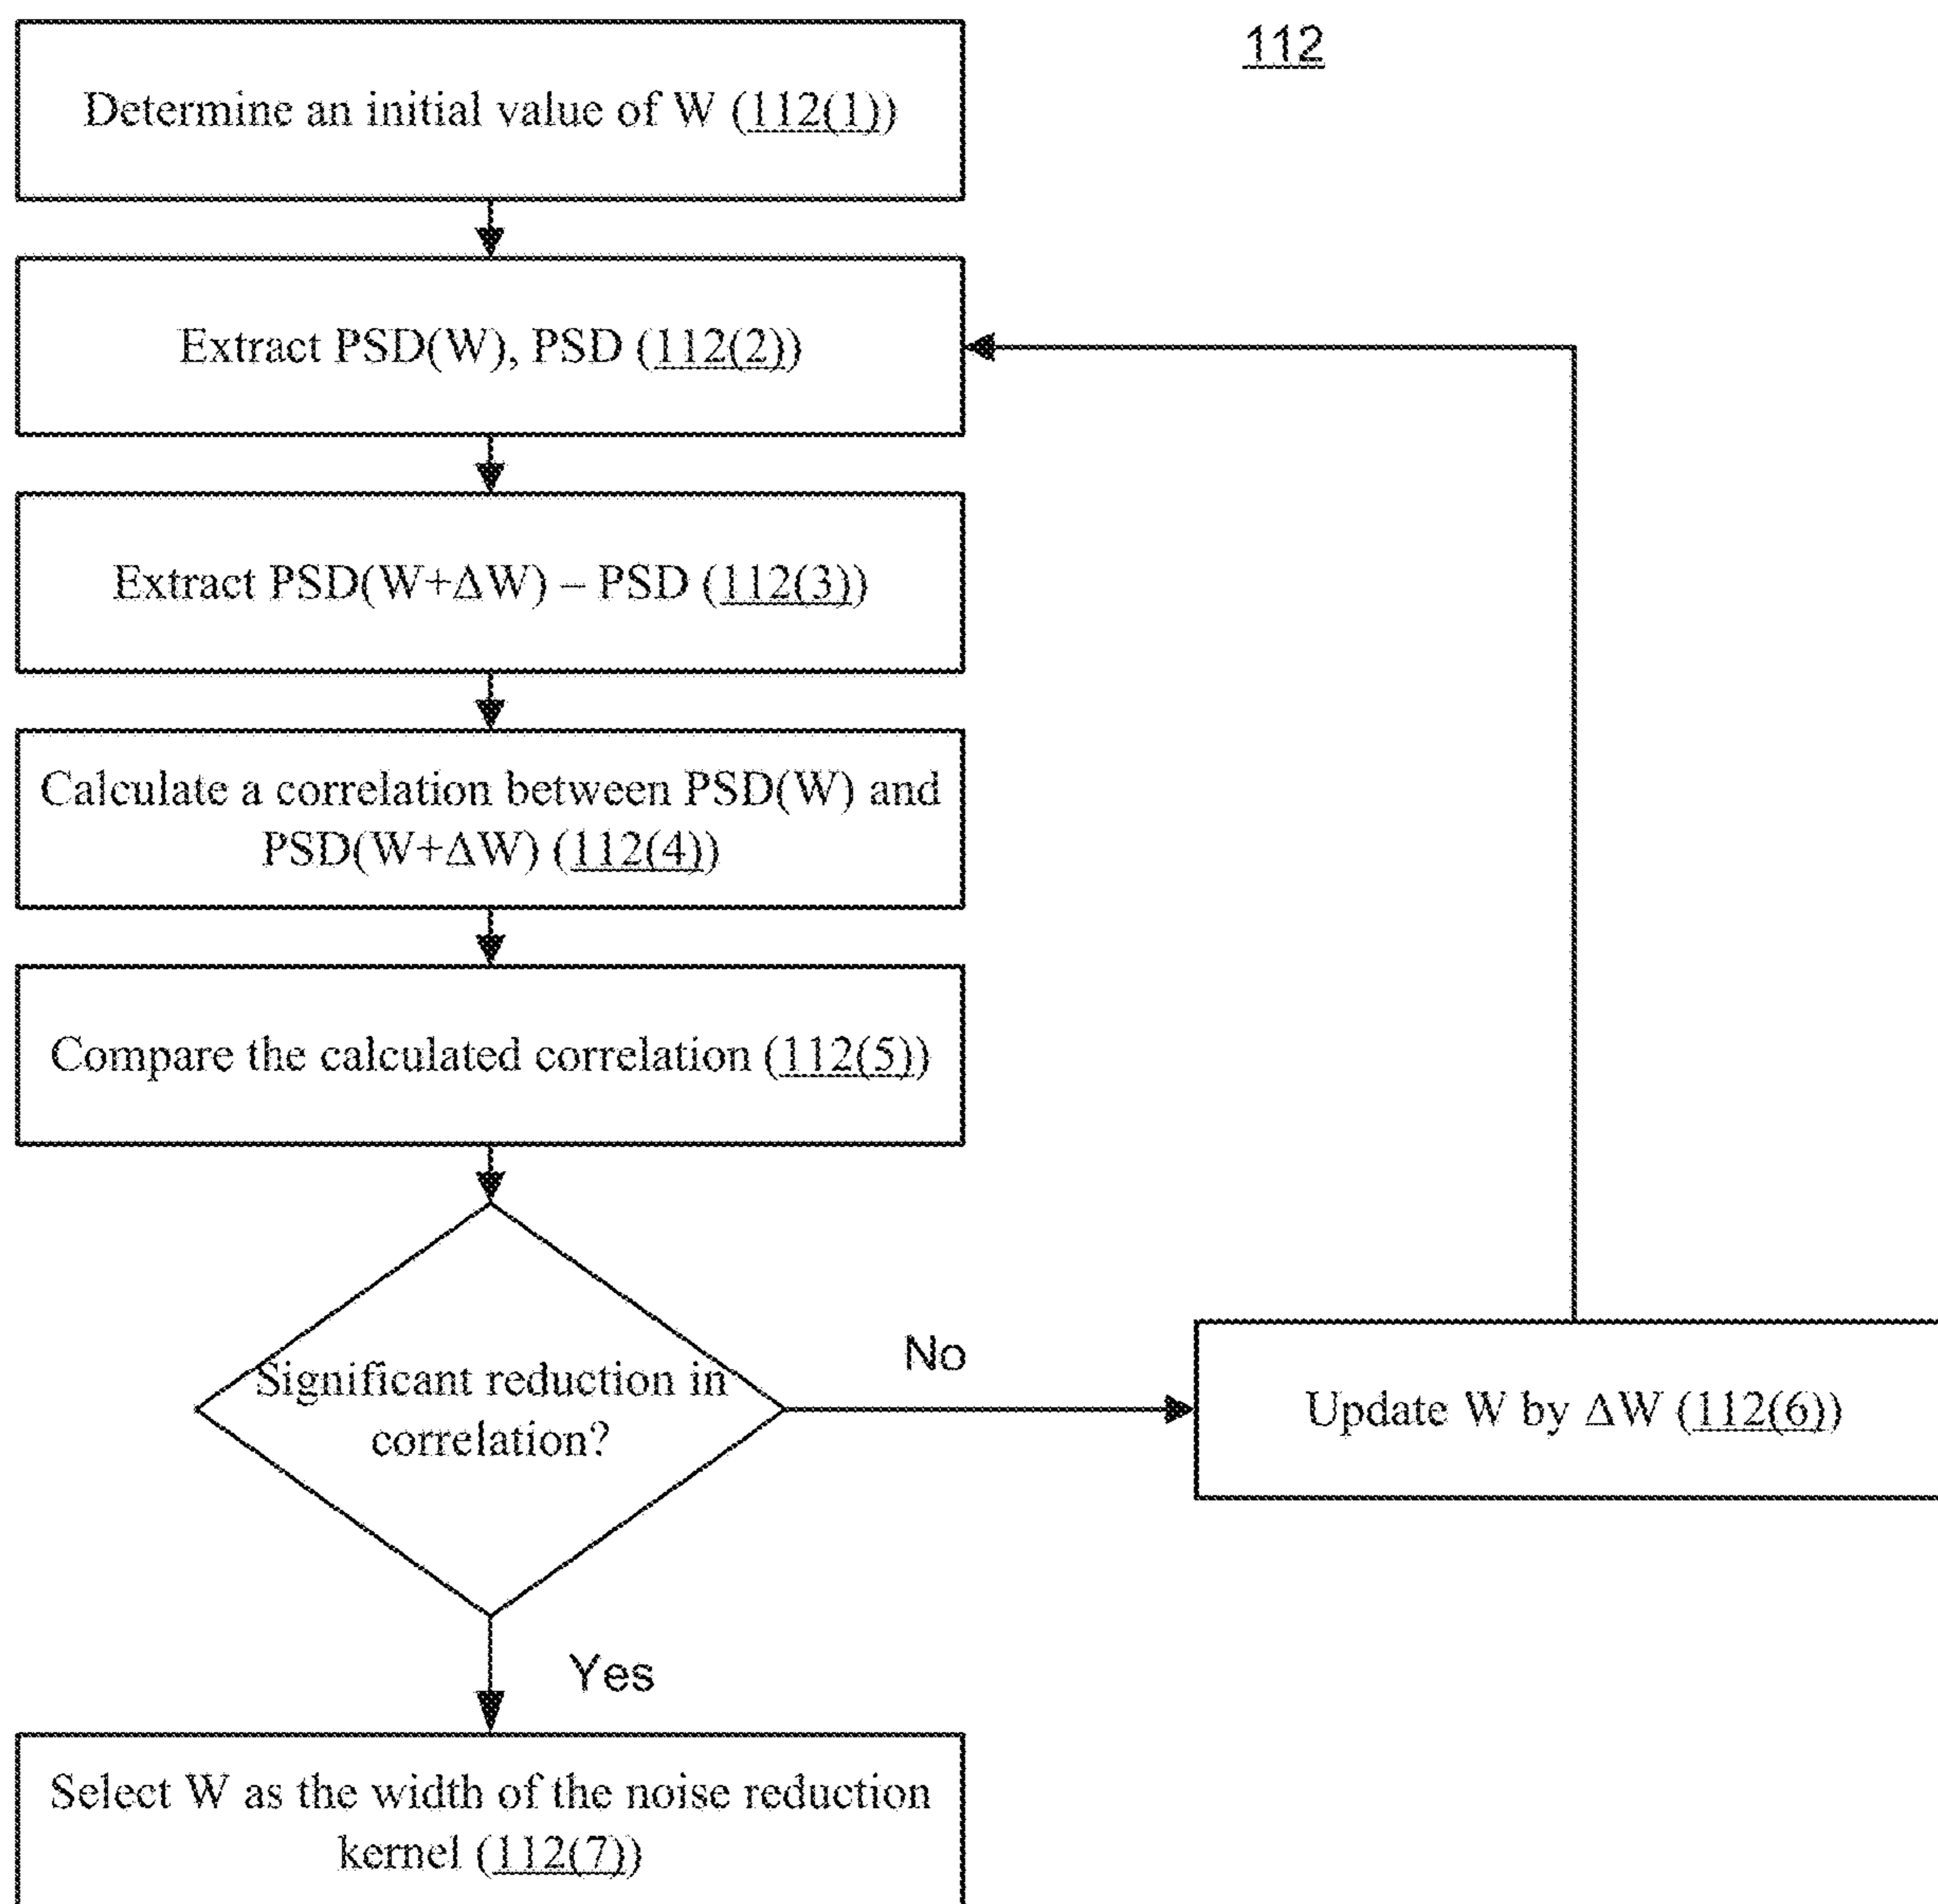 112
Determine an initial value of W (112(1))
Extract PSD(W), PSD (112(2))
Extract PSD(W+ΔW) – PSD (112(3))
Calculate a correlation between PSD(W) and
PSD(W+ΔW) (112(4))
Compare the calculated correlation (112(5))
Significant reduction in
correlation?
No
Update W by ΔW (112(6))
Yes
Select W as the width of the noise reduction
kernel (112(7))